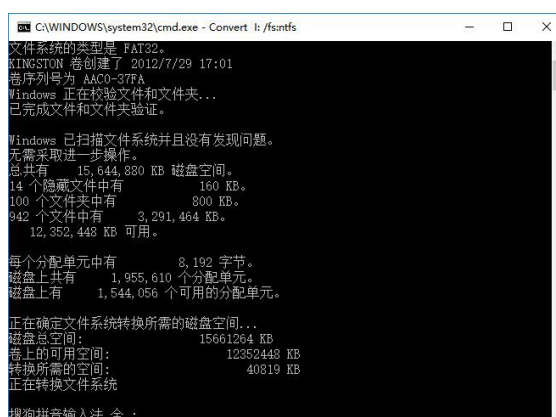 C:\WINDOWS\system32\cmd.exe - Convert I: /fs:ntfs
文件系统的类型是 FAT32。
KINGSTON 卷创建了 2012/7/29 17:01
卷序列号为 AAC0-37FA
Windows 正在校验文件和文件夹...
已完成文件和文件夹验证。
Windows 已扫描文件系统并且没有发现问题。
无需采取进一步操作。
总共有 15,644,880 KB 磁盘空间。
14 个隐藏文件中有 160 KB。
100 个文件夹中有 800 KB。
942 个文件中有 3,291,464 KB。
12,352,448 KB 可用。
每个分配单元中有 8,192 字节。
磁盘上共有 1,955,610 个分配单元。
磁盘上有 1,544,056 个可用的分配单元。
正在确定文件系统转换所需的磁盘空间...
磁盘总空间: 15661264 KB
卷上的可用空间: 12352448 KB
转换所需的空间: 40819 KB
正在转换文件系统
搜狗拼音输入法 全 :